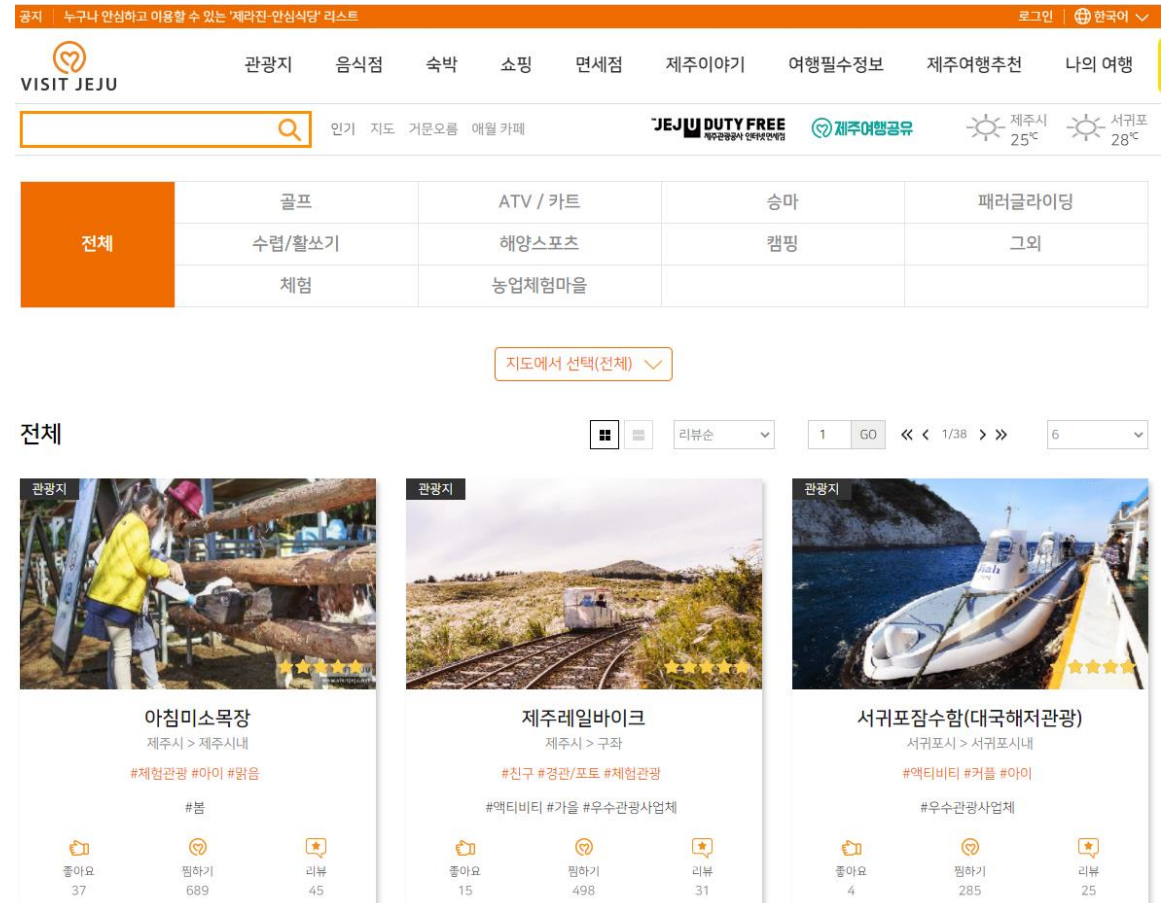 공지 누구나 안심하고 이용할 수 있는 '제라진-안심식당' 리스트 로그인 한국어
VISIT JEJU
관광지 음식점 숙박 쇼핑 면세점 제주이야기 여행필수정보 제주여행추천 나의 여행
인기 지도 거문오름 애월 카페
JEJU DUTY FREE
제주관광공사 인터넷면세점
제주여행공유
제주시
25℃
서귀포
28℃
전체
골프 ATV / 카트 승마 패러글라이딩
수렵/활쏘기 해양스포츠 캠핑 그외
체험 농업체험마을
지도에서 선택(전체)
전체
리뷰순 1 GO 1/38 6
관광지
아침미소목장
제주시 > 제주시내
#체험관광 #아이 #맑음
#봄
좋아요 찜하기 리뷰
37 689 45
관광지
제주레일바이크
제주시 > 구좌
#친구 #경관/포토 #체험관광
#액티비티 #가을 #우수관광사업체
좋아요 찜하기 리뷰
15 498 31
관광지
서귀포잠수함(대국해저관광)
서귀포시 > 서귀포시내
#액티비티 #커플 #아이
#우수관광사업체
좋아요 찜하기 리뷰
4 285 25